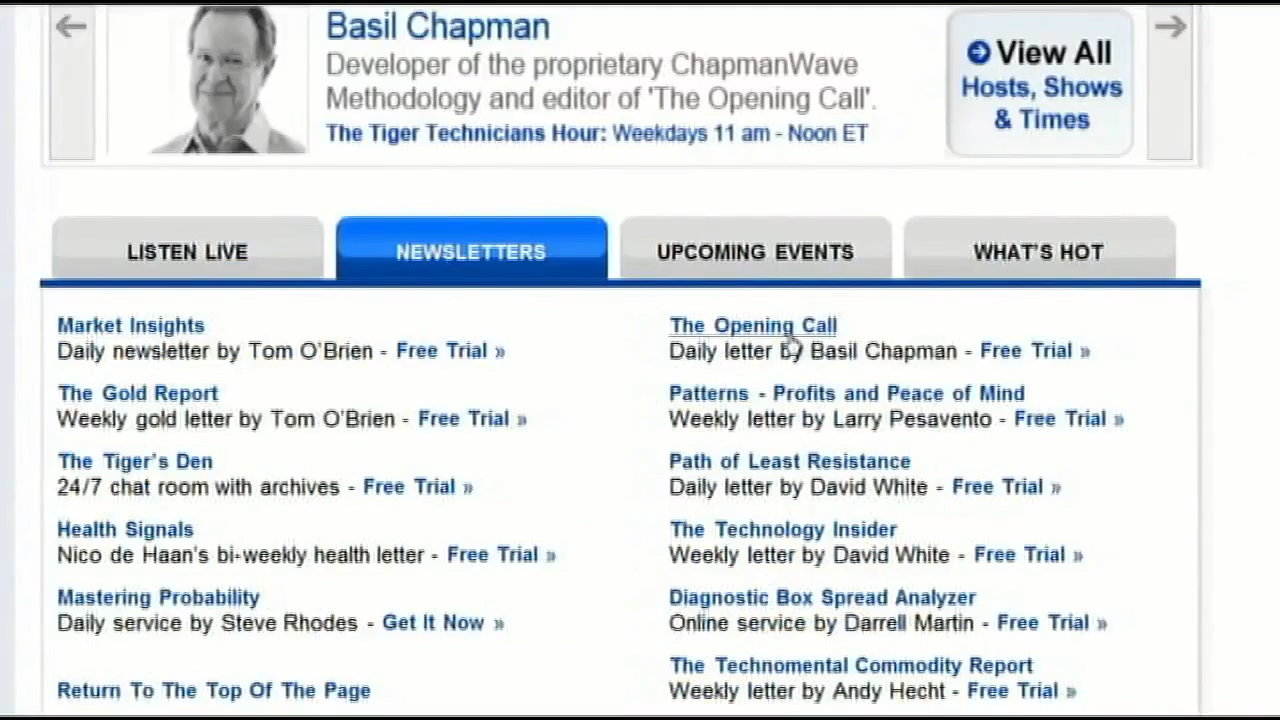 Basil Chapman
Developer of the proprietary ChapmanWave
Methodology and editor of 'The Opening Call'.
The Tiger Technicians Hour: Weekdays 11 am - Noon ET
View All
Hosts, Shows
& Times
LISTEN LIVE
NEWSLETTERS
UPCOMING EVENTS
WHAT'S HOT
Market Insights
Daily newsletter by Tom O'Brien - Free Trial »
The Gold Report
Weekly gold letter by Tom O'Brien - Free Trial »
The Tiger's Den
24/7 chat room with archives - Free Trial »
Health Signals
Nico de Haan's bi-weekly health letter - Free Trial »
Mastering Probability
Daily service by Steve Rhodes - Get It Now »
Return To The Top Of The Page
The Opening Call
Daily letter by Basil Chapman - Free Trial »
Patterns - Profits and Peace of Mind
Weekly letter by Larry Pesavento - Free Trial »
Path of Least Resistance
Daily letter by David White - Free Trial »
The Technology Insider
Weekly letter by David White - Free Trial »
Diagnostic Box Spread Analyzer
Online service by Darrell Martin - Free Trial »
The Technomental Commodity Report
Weekly letter by Andy Hecht - Free Trial »